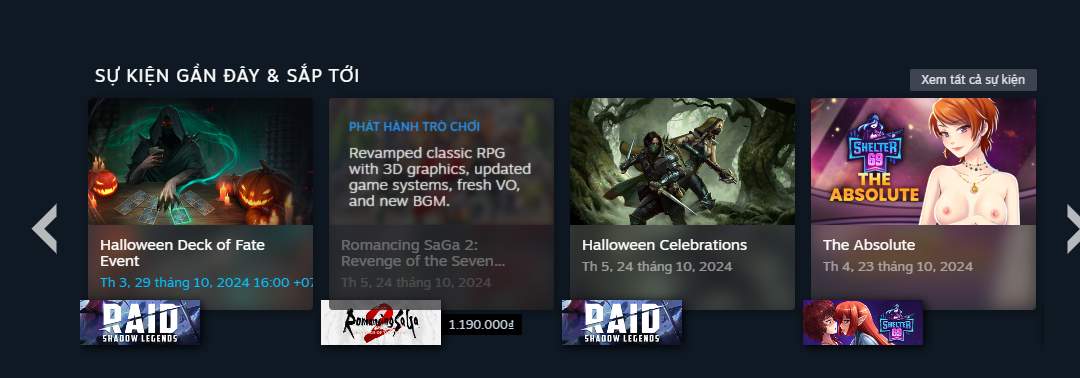 SỰ KIỆN GẦN ĐÂY & SẮP TỚI
Xem tất cả sự kiện
PHÁT HÀNH TRÒ CHƠI
Revamped classic RPG
with 3D graphics, updated
game systems, fresh VO,
and new BGM.
SHELTER
69
THE
ABSOLUTE
Halloween Deck of Fate
Event
Th 3, 29 tháng 10, 2024 16:00 +07
Romancing SaGa 2:
Revenge of the Seven...
Th 5, 24 tháng 10, 2024
Halloween Celebrations
Th 5, 24 tháng 10, 2024
The Absolute
Th 4, 23 tháng 10, 2024
RAID
SHADOW LEGENDS
Romancing SaGa
2
1.190.000₫
RAID
SHADOW LEGENDS
SHELTER
69